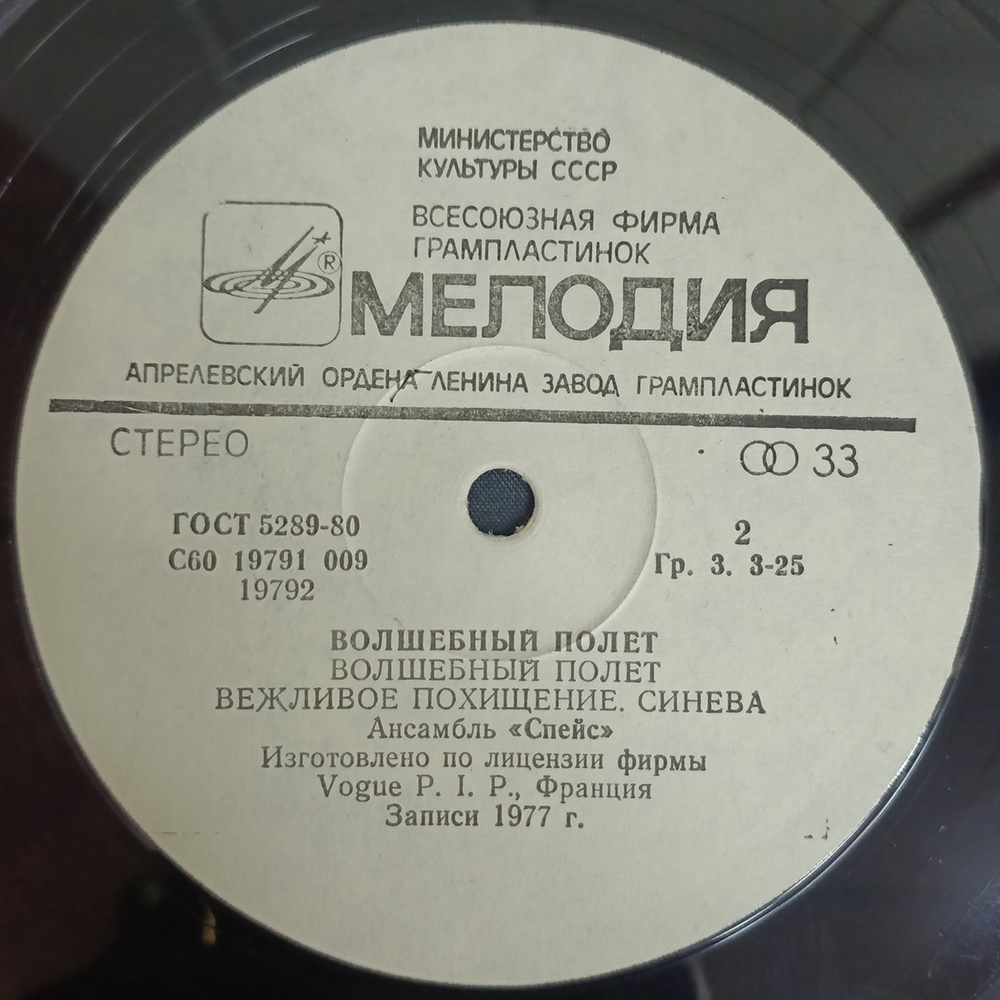 МИНИСТЕРСТВО
КУЛЬТУРЫ СССР
ВСЕСОЮЗНАЯ ФИРМА
ГРАМПЛАСТИНОК
®
МЕЛОДИЯ
АПРЕЛЕВСКИЙ ОРДЕНА ЛЕНИНА ЗАВОД ГРАМПЛАСТИНОК
СТЕРЕО
33
ГОСТ 5289-80
С60 19791 009
19792
2
Гр. 3. 3-25
ВОЛШЕБНЫЙ ПОЛЕТ
ВОЛШЕБНЫЙ ПОЛЕТ
ВЕЖЛИВОЕ ПОХИЩЕНИЕ. СИНЕВА
Ансамбль «Спейс»
Изготовлено по лицензии фирмы
Vogue P. I. P., Франция
Записи 1977 г.